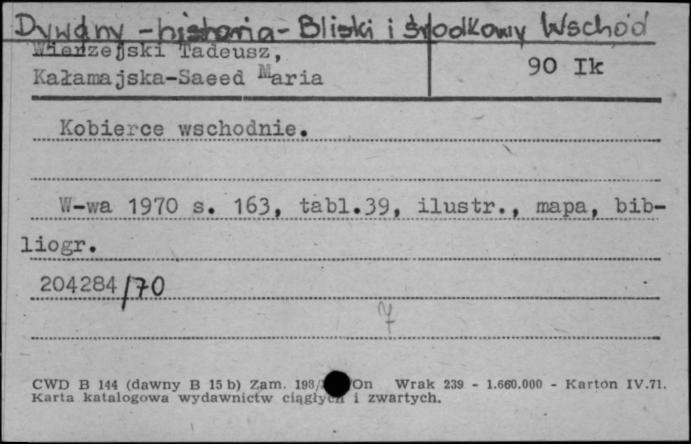 Dywany - historia - Bliski i środkowy Wschód
Wierzejski Tadeusz,
Kałamajska-Saeed Maria
90 Ik
Kobierce wschodnie.
W-wa 1970 s. 163, tabl.39, ilustr., mapa, bib-
liogr.
204284/70
7
CWD B 144 (dawny B 15 b) Zam. On Wrak 239 - 1.660.000 - Karton IV.71.
Karta katalogowa wydawnictw ciągłych i zwartych.